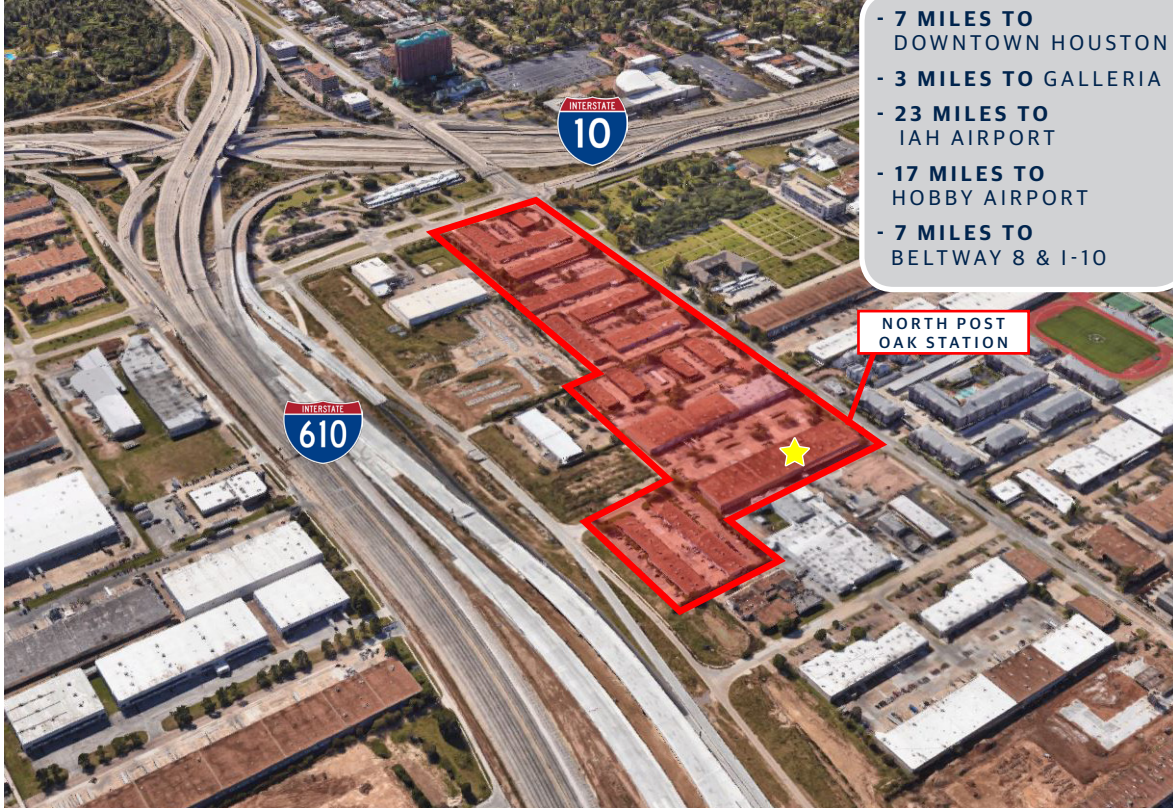 - 7 MILES TO
DOWNTOWN HOUSTON
- 3 MILES TO GALLERIA
- 23 MILES TO
IAH AIRPORT
- 17 MILES TO
HOBBY AIRPORT
- 7 MILES TO
BELTWAY 8 & I-10
INTERSTATE
10
NORTH POST
OAK STATION
INTERSTATE
610